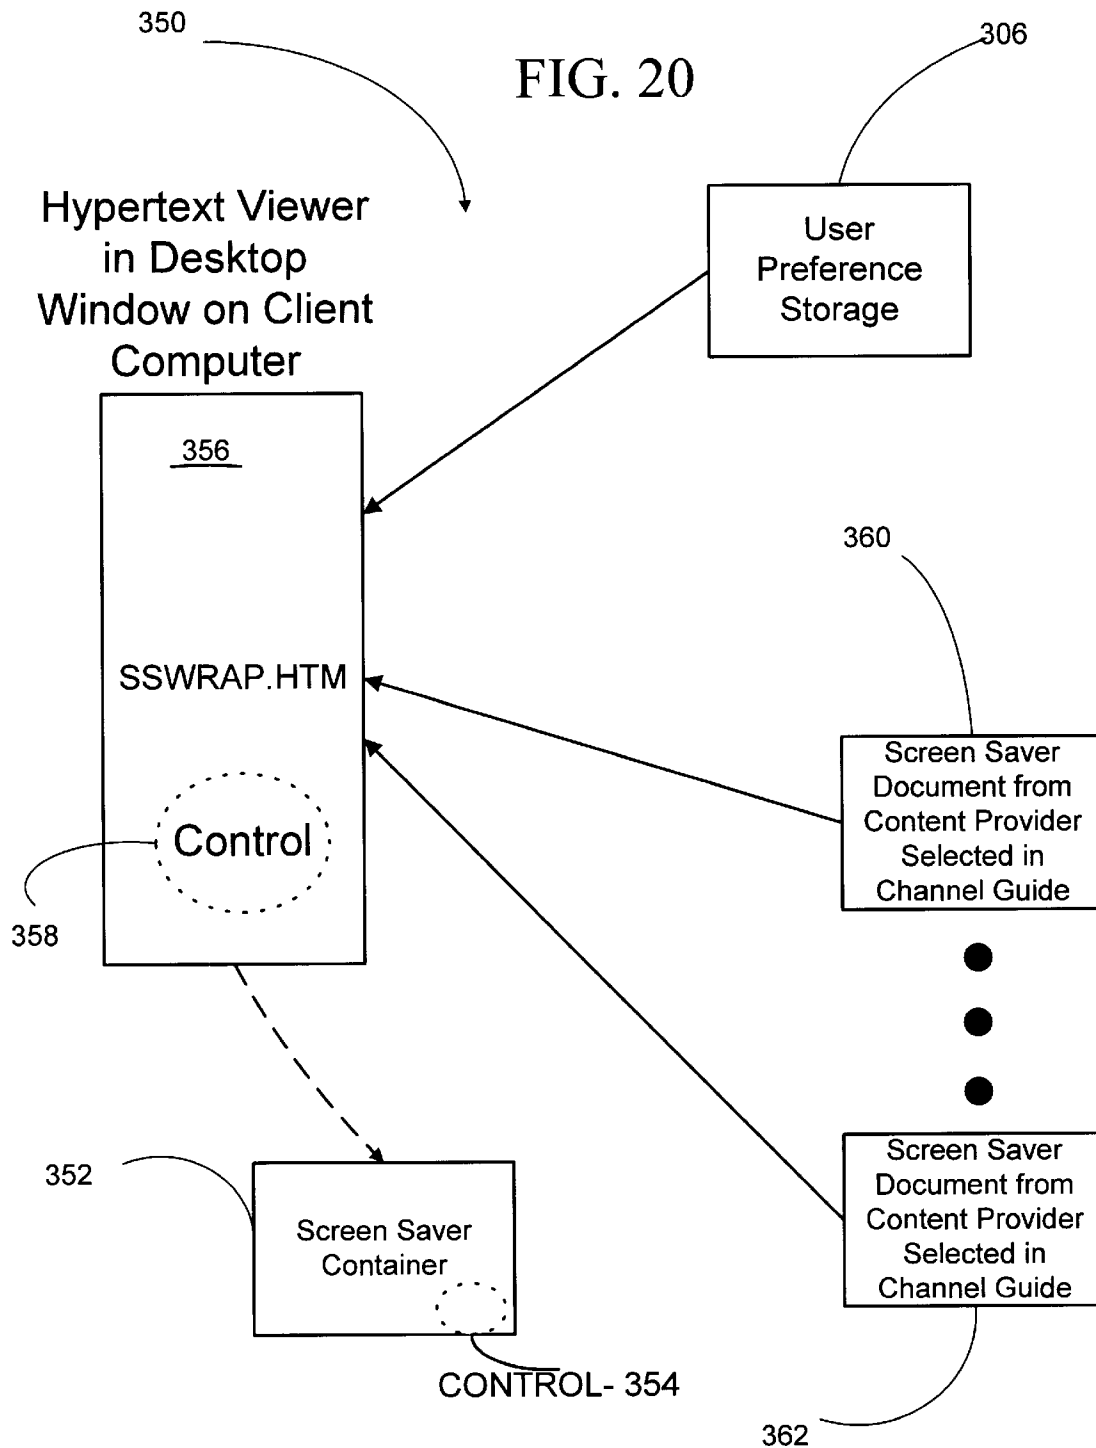 350
306
FIG. 20
Hypertext Viewer
in Desktop
Window on Client
Computer
User
Preference
Storage
356
360
SSWRAP.HTM
Screen Saver
Document from
Content Provider
Selected in
Channel Guide
Control
358
352
Screen Saver
Container
Screen Saver
Document from
Content Provider
Selected in
Channel Guide
CONTROL- 354
362